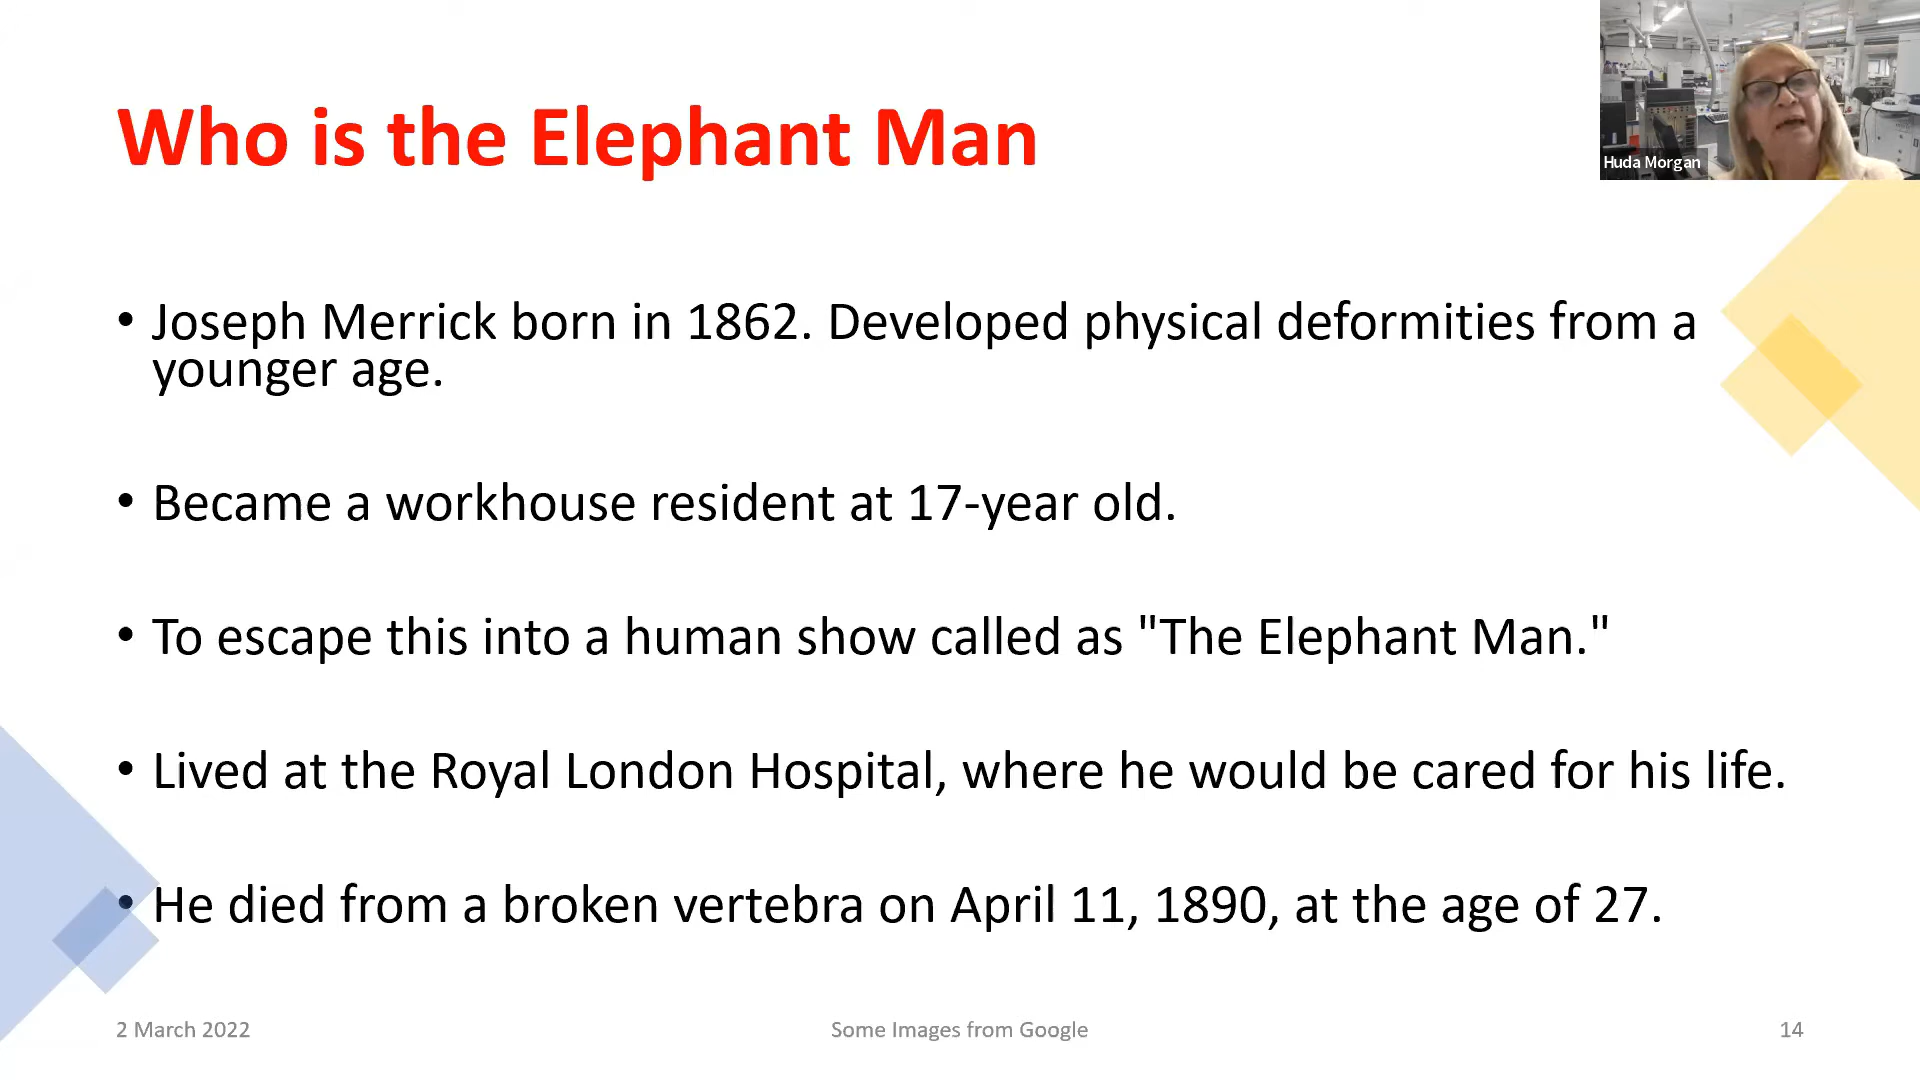 Who is the Elephant Man
Huda Morgan
• Joseph Merrick born in 1862. Developed physical deformities from a
younger age.
• Became a workhouse resident at 17-year old.
• To escape this into a human show called as "The Elephant Man."
• Lived at the Royal London Hospital, where he would be cared for his life.
• He died from a broken vertebra on April 11, 1890, at the age of 27.
2 March 2022
Some Images from Google
14